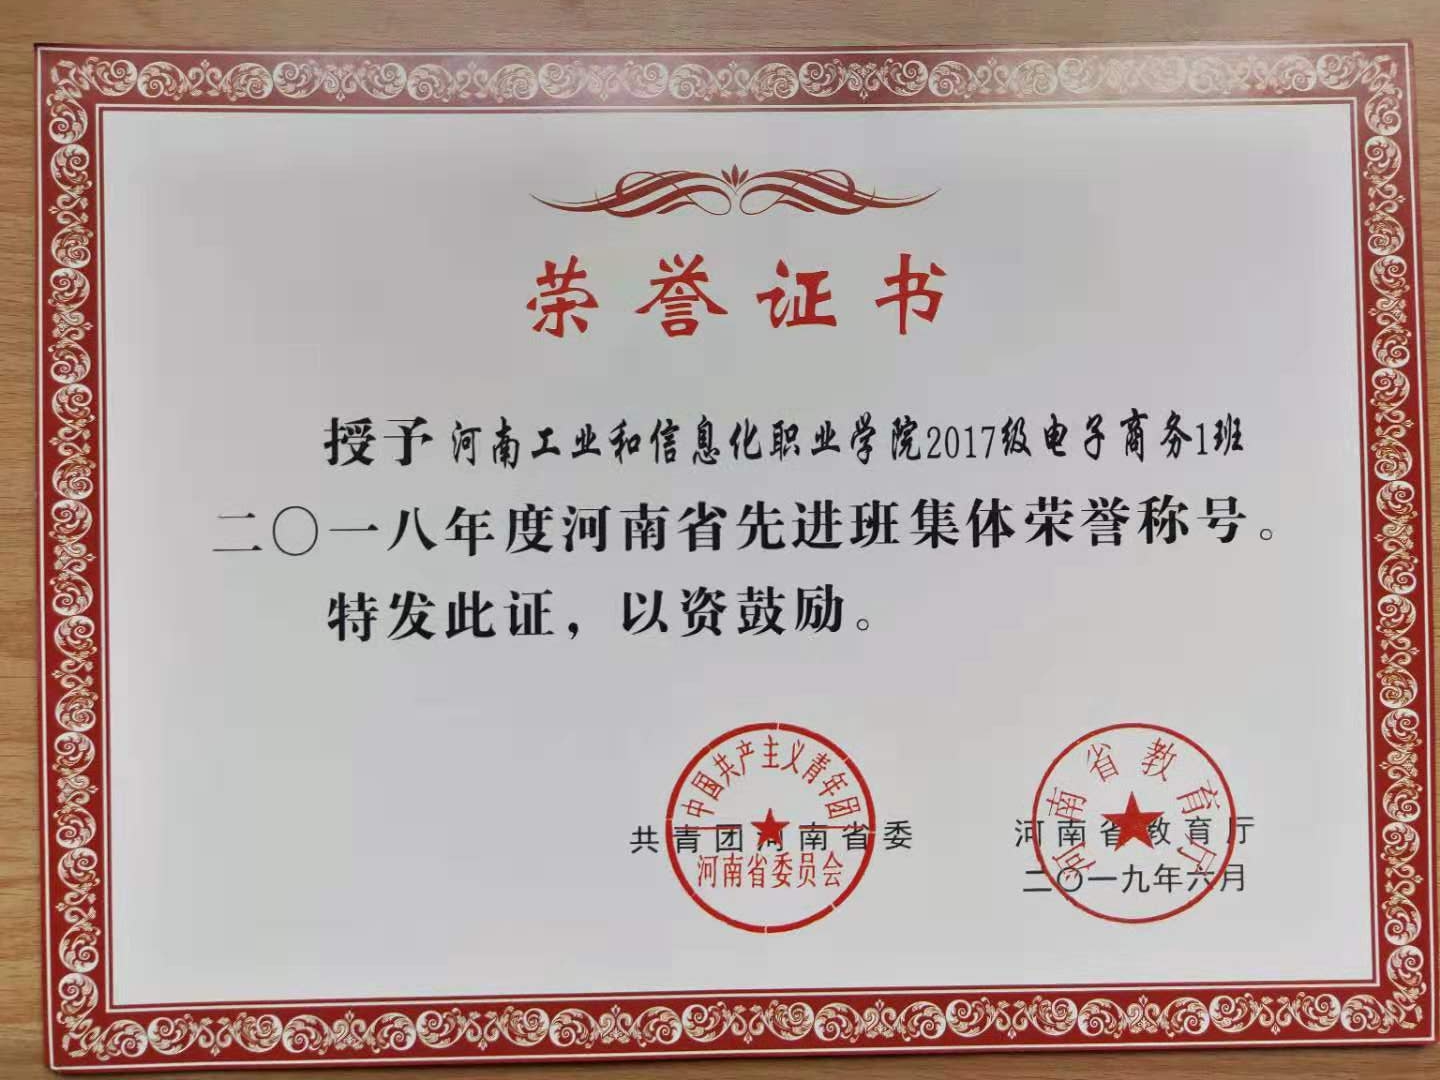 荣誉证书
授予河南工业和信息化职业学院2017级电子商务1班
二〇一八年度河南省先进班集体荣誉称号。
特发此证，以资鼓励。
中国共产主义青年团
河南省委员会
共青团河南省委
河南省教育厅
河南省教育厅
二〇一九年六月